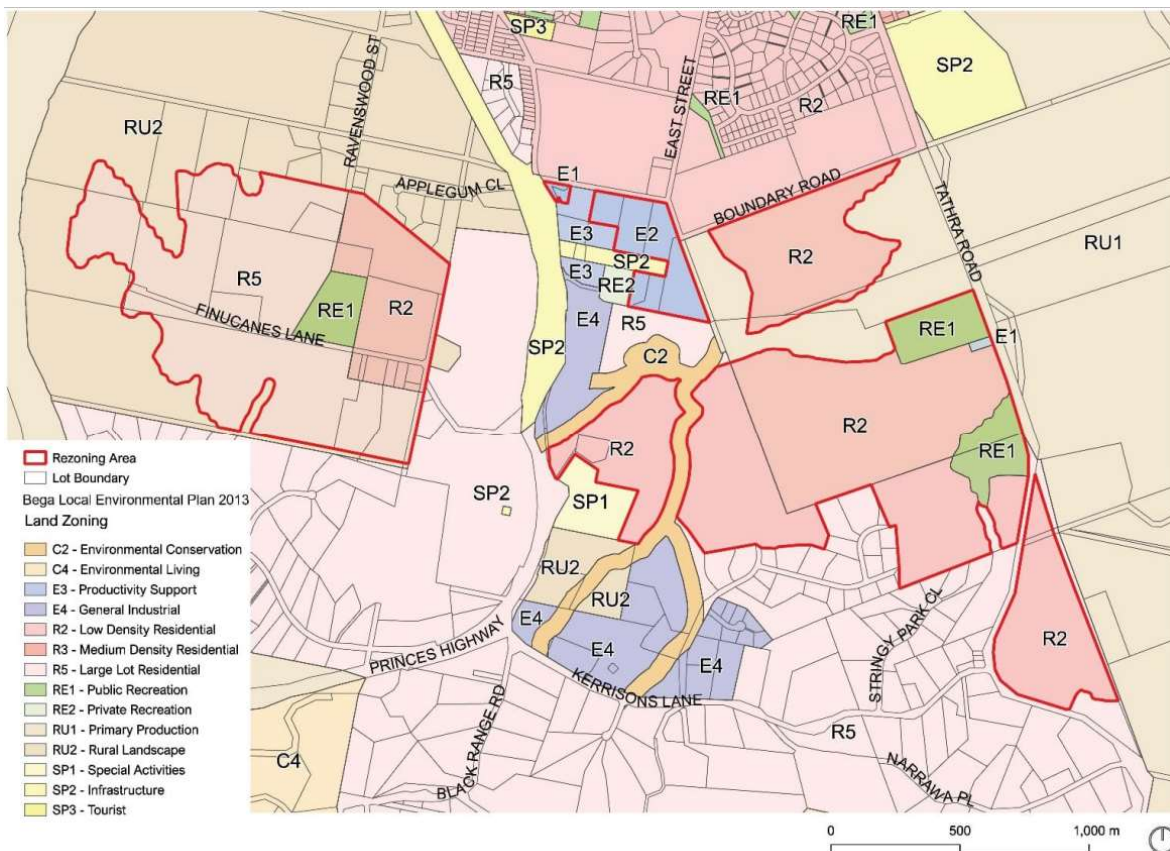 RE1
SP3
SP2
R5
RE1
R2
RU2
RAVENSWOOD ST
EAST STREET
APPLEGUM CL
E1
BOUNDARY ROAD
TATHRA ROAD
E3
E2
RU1
R5
SP2
R2
E3
RE2
RE1
R2
FINUCANES LANE
E4
R5
RE1
E1
SP2
C2
R2
R2
RE1
SP2
SP1
RU2
RU2
STRINGY PARK CL
R2
E4
E4
E4
PRINCES HIGHWAY
KERRISONS LANE
BLACK RANGE RD
R5
NARRAWA PL
C4
Rezoning Area
Lot Boundary
Bega Local Environmental Plan 2013
Land Zoning
C2 - Environmental Conservation
C4 - Environmental Living
E3 - Productivity Support
E4 - General Industrial
R2 - Low Density Residential
R3 - Medium Density Residential
R5 - Large Lot Residential
RE1 - Public Recreation
RE2 - Private Recreation
RU1 - Primary Production
RU2 - Rural Landscape
SP1 - Special Activities
SP2 - Infrastructure
SP3 - Tourist
0 500 1,000 m